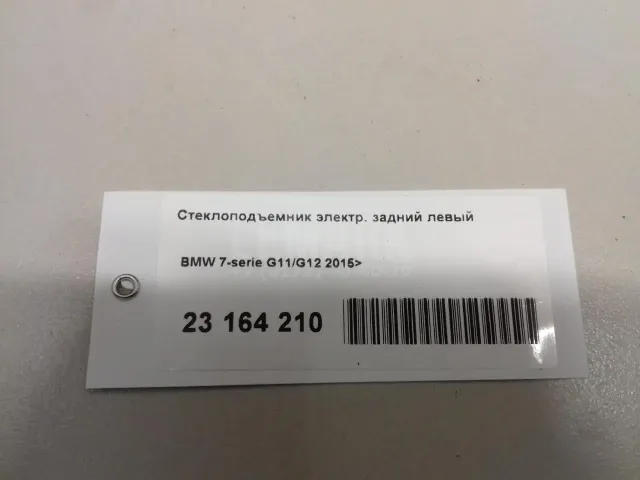 Стеклоподъемник электр. задний левый
BMW 7-serie G11/G12 2015>
23 164 210